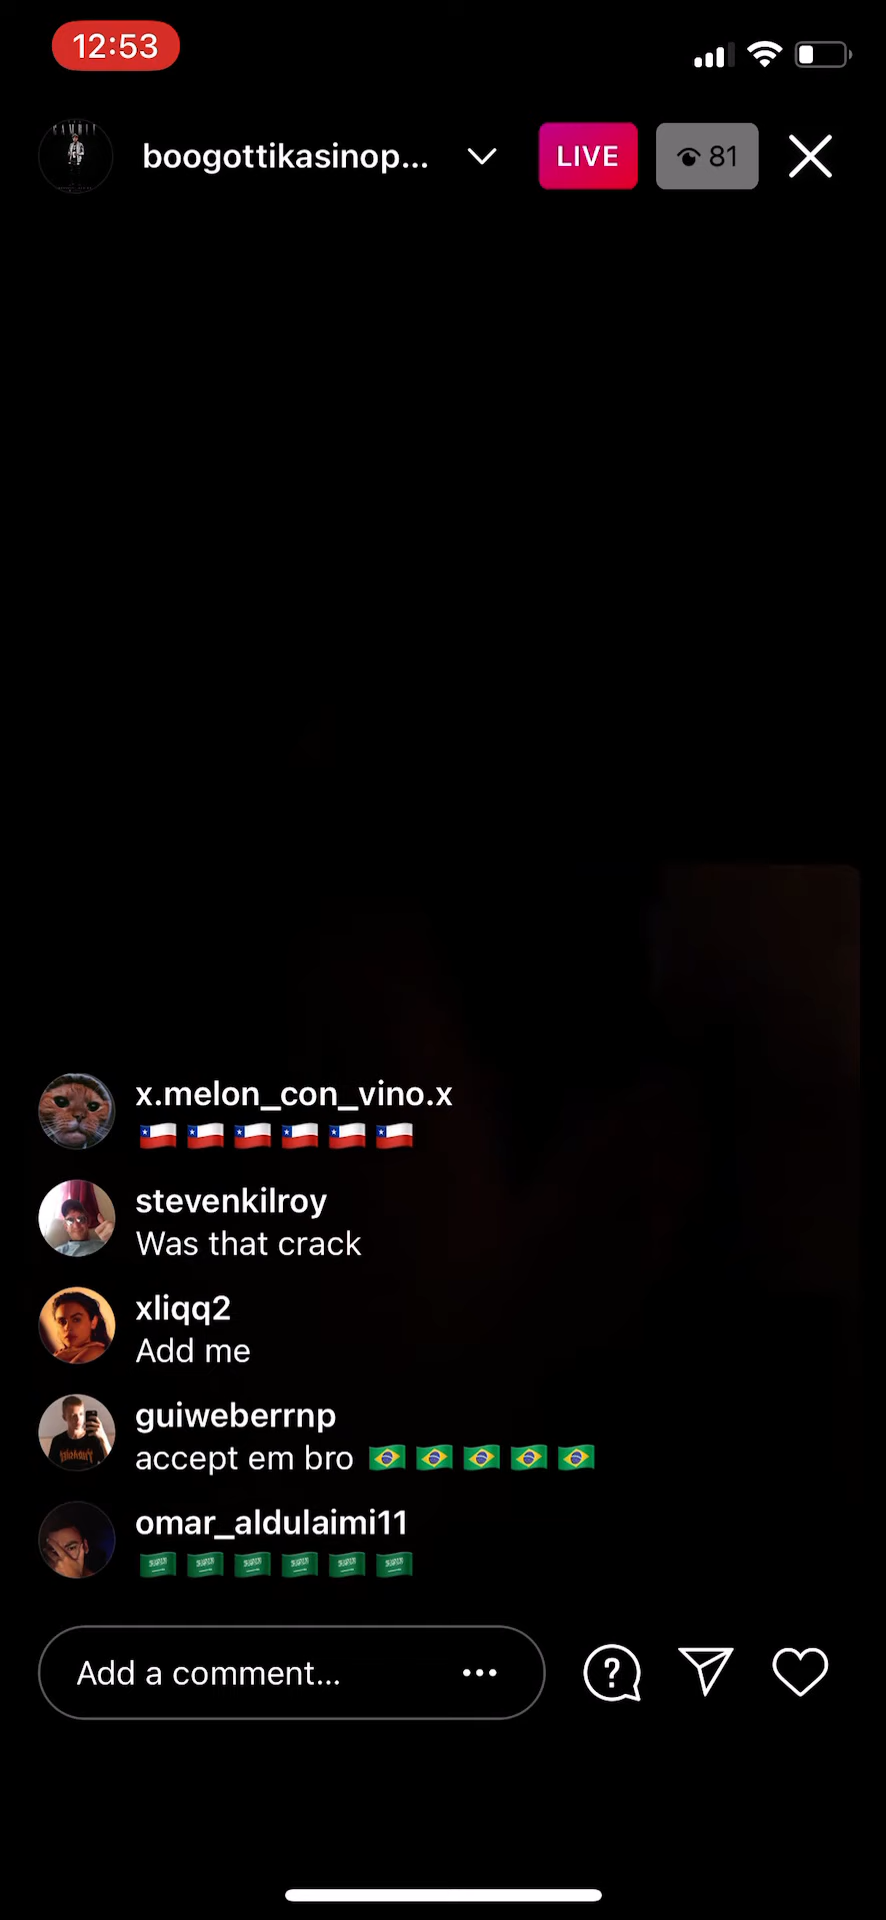 12:53
boogottikasinop...
LIVE
81
x.melon_con_vino.x
🇨🇱 🇨🇱 🇨🇱 🇨🇱 🇨🇱 🇨🇱
stevenkilroy
Was that crack
xliqq2
Add me
guiweberrnp
accept em bro 🇧🇷 🇧🇷 🇧🇷 🇧🇷 🇧🇷
omar_aldulaimi11
🇸🇦 🇸🇦 🇸🇦 🇸🇦 🇸🇦 🇸🇦
Add a comment...